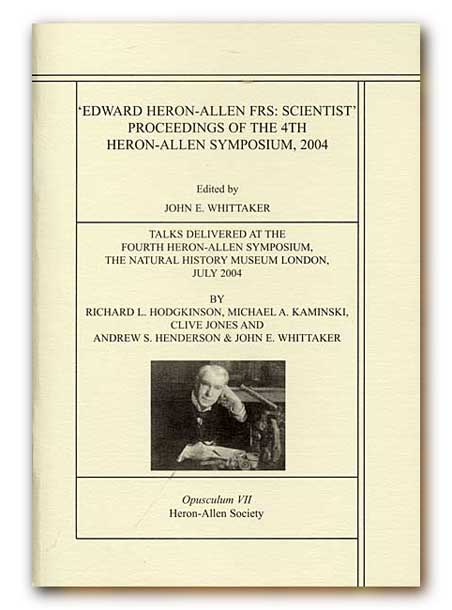 'EDWARD HERON-ALLEN FRS: SCIENTIST'
PROCEEDINGS OF THE 4TH
HERON-ALLEN SYMPOSIUM, 2004
Edited by
JOHN E. WHITTAKER
TALKS DELIVERED AT THE
FOURTH HERON-ALLEN SYMPOSIUM,
THE NATURAL HISTORY MUSEUM LONDON,
JULY 2004
BY
RICHARD L. HODGKINSON, MICHAEL A. KAMINSKI,
CLIVE JONES AND
ANDREW S. HENDERSON & JOHN E. WHITTAKER
Opusculum VII
Heron-Allen Society